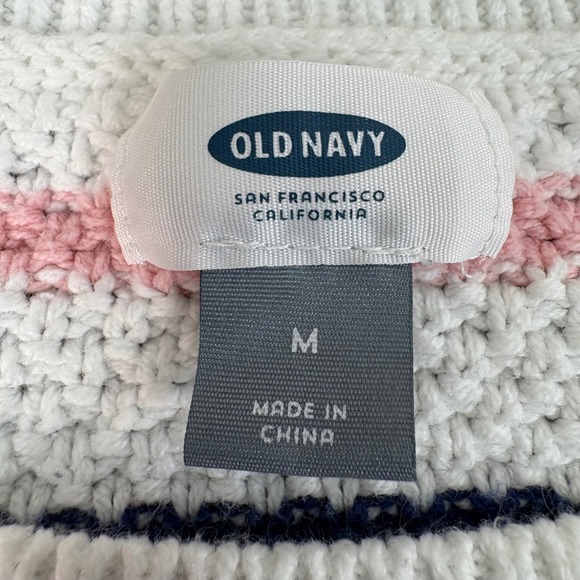 OLD NAVY
SAN FRANCISCO
CALIFORNIA
M
MADE IN
CHINA